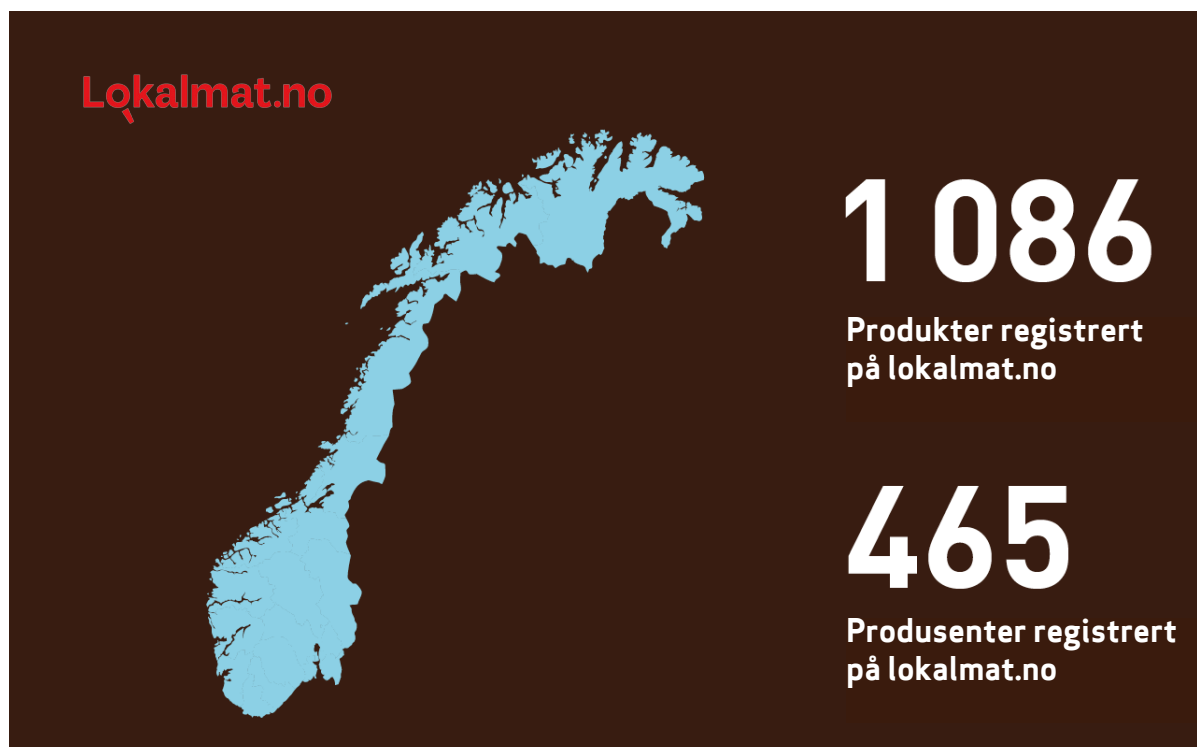 Lokalmat.no
1 086
Produkter registrert
på lokalmat.no
465
Produsenter registrert
på lokalmat.no